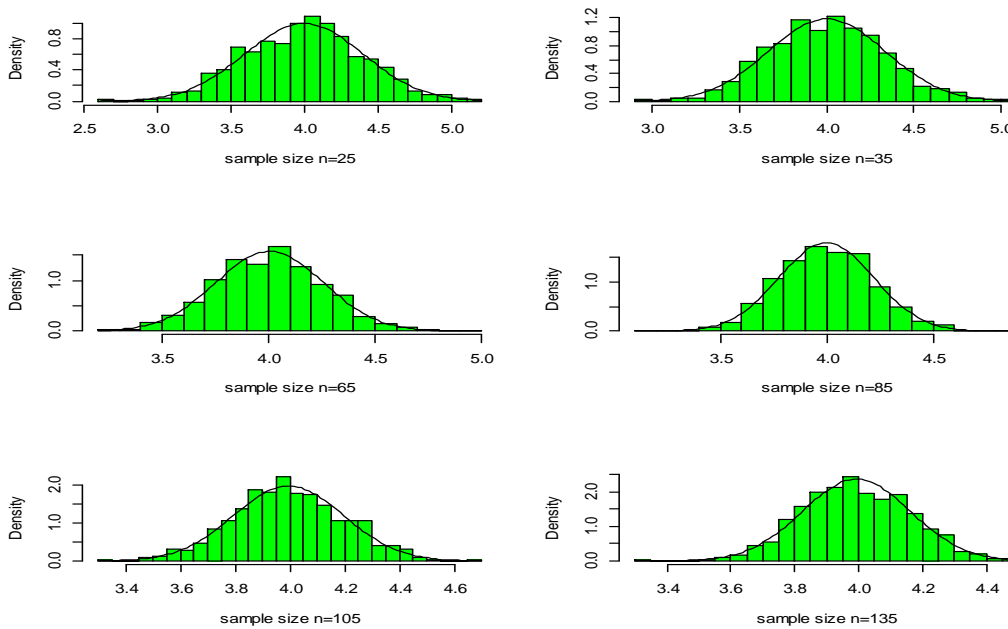 Density
0.0 0.4 0.8
2.5 3.0 3.5 4.0 4.5 5.0
sample size n=25
Density
0.0 0.4 0.8 1.2
3.0 3.5 4.0 4.5 5.0
sample size n=35
Density
0.0 1.0
3.5 4.0 4.5 5.0
sample size n=65
Density
0.0 1.0
3.5 4.0 4.5
sample size n=85
Density
0.0 1.0 2.0
3.4 3.6 3.8 4.0 4.2 4.4 4.6
sample size n=105
Density
0.0 1.0 2.0
3.4 3.6 3.8 4.0 4.2 4.4
sample size n=135